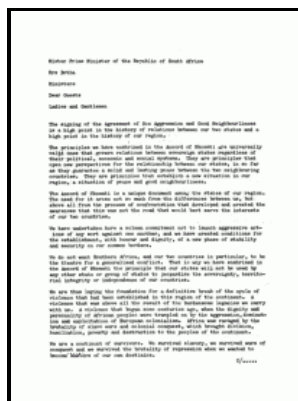 Mister Prime Minister of the Republic of South Africa
Mrs Botha
Ministers
Dear Guests
Ladies and Gentlemen
The signing of the Agreement of Non Aggression and Good Neighbourliness
is a high point in the history of relations between our two states and a
high point in the history of our region.
The principles we have enshrined in the Accord of Nkomati are universally
valid ones that govern relations between sovereign states regardless of
their political, economic and social systems. They are principles that
open new perspectives for the relationship between our states, in so far
as they guarantee a solid and lasting peace between the two neighbouring
countries. They are principles that establish a new situation in our
region, a situation of peace and good neighbourliness.
The Accord of Nkomati is a unique document among the states of our region.
The need for it arose not so much from the differences between us, but
above all from the process of confrontation that developed and created the
awareness that this was not the road that would best serve the interests
of our two countries.
We have undertaken here a solemn commitment not to launch aggressive act-
ions of any sort against one another, and we have created conditions for
the establishment, with honour and dignity, of a new phase of stability
and security on our common borders.
We do not want Southern Africa, and our two countries in particular, to be
the theatre for a generalised conflict. That is why we have enshrined in
the Accord of Nkomati the principle that our states will not be used by
any other state or group of states to jeopardise the sovereignty, territo-
rial integrity or independence of our countries.
We are thus laying the foundation for a definitive break of the cycle of
violence that had been established in this region of the continent. A
violence that was above all the result of the burdensome legacies we carry
with us. A violence that began some centuries ago, when the dignity and
personality of African peoples were trampled on by the aggression, dominat-
ion and exploitation of European colonialism. Africa was ravaged by the
brutality of slave wars and colonial conquest, which brought division,
humiliation, poverty and destruction to the peoples of the continent.
We are a continent of survivors. We survived slavery, we survived wars of
conquest and we survived the brutality of repression when we wanted to
become masters of our own destinies.
2/.....